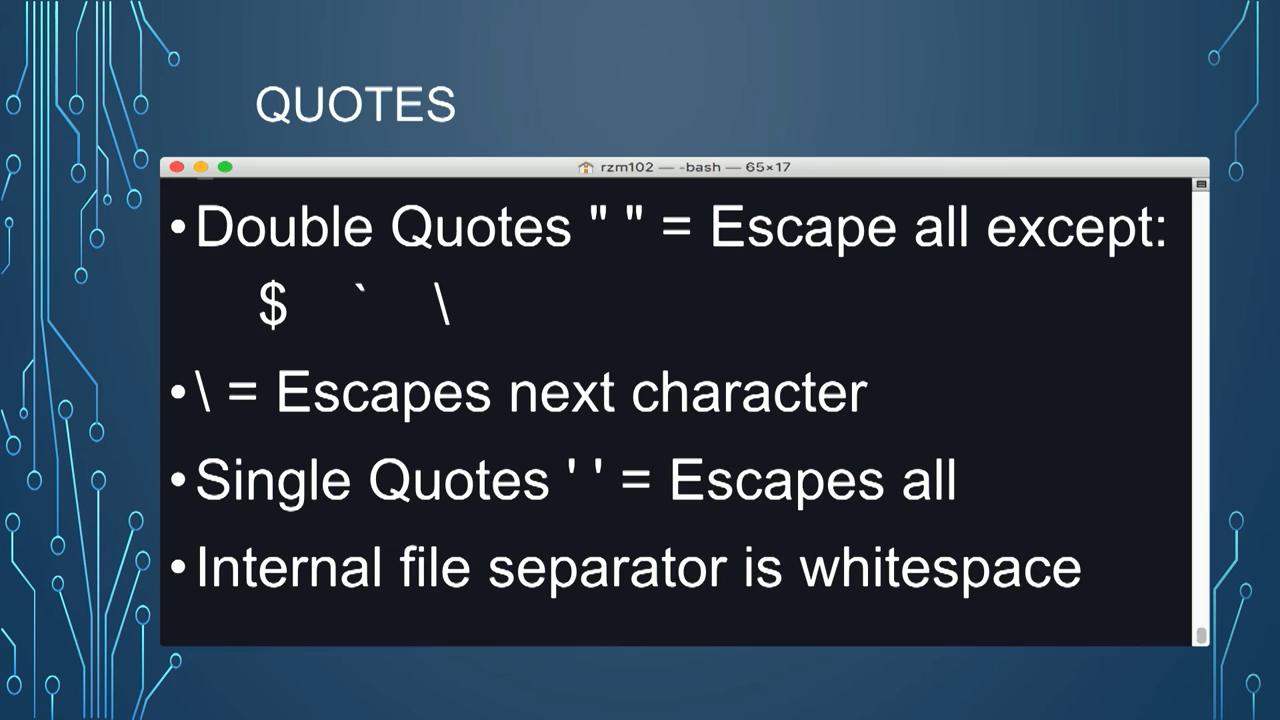 QUOTES
rzm102 — -bash — 65×17
•Double Quotes " " = Escape all except:
$ ` \
•\ = Escapes next character
•Single Quotes ' ' = Escapes all
•Internal file separator is whitespace